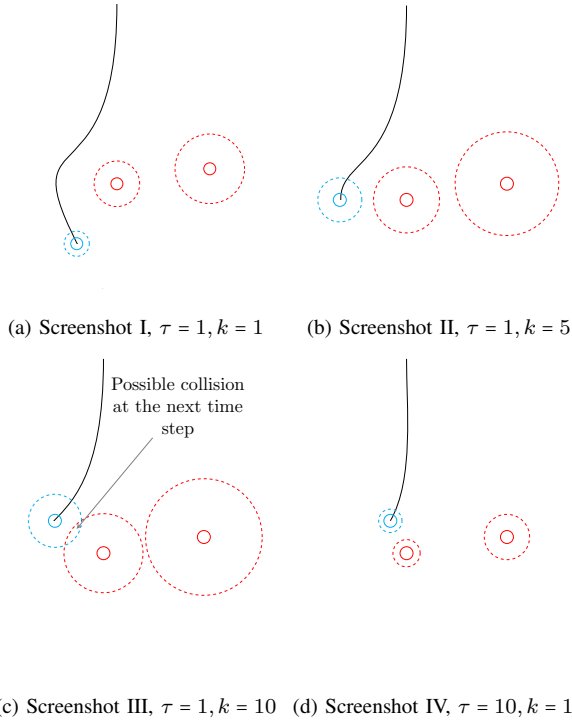 (a) Screenshot I, τ = 1, k = 1
(b) Screenshot II, τ = 1, k = 5
Possible collision
at the next time
step
(c) Screenshot III, τ = 1, k = 10
(d) Screenshot IV, τ = 10, k = 1